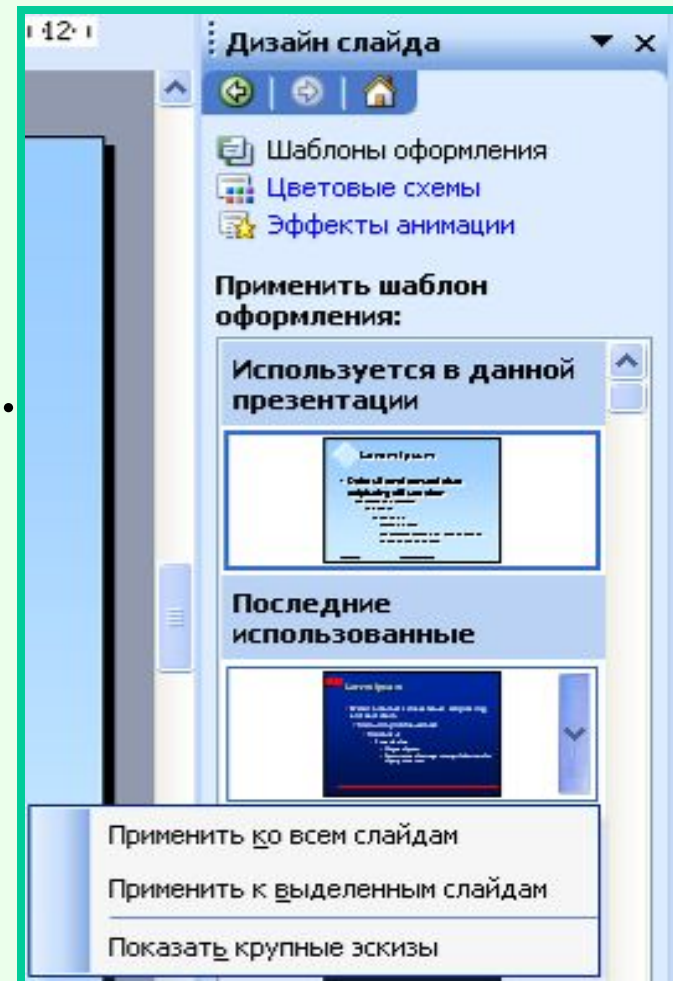 12
Дизайн слайда
Шаблоны оформления
Цветовые схемы
Эффекты анимации
Применить шаблон
оформления:
Используется в данной
презентации
Последние
использованные
Применить ко всем слайдам
Применить к выделенным слайдам
Показать крупные эскизы